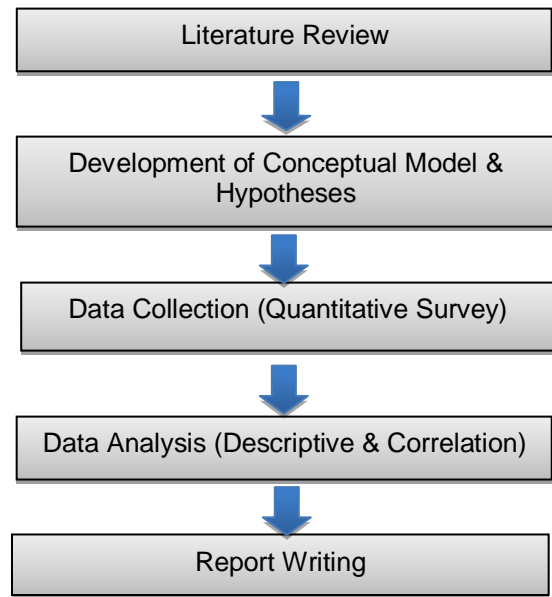 Literature Review
Development of Conceptual Model &
Hypotheses
Data Collection (Quantitative Survey)
Data Analysis (Descriptive & Correlation)
Report Writing